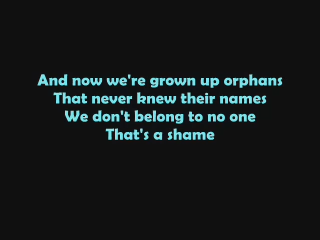 And now we're grown up orphans
That never knew their names
We don't belong to no one
That's a shame